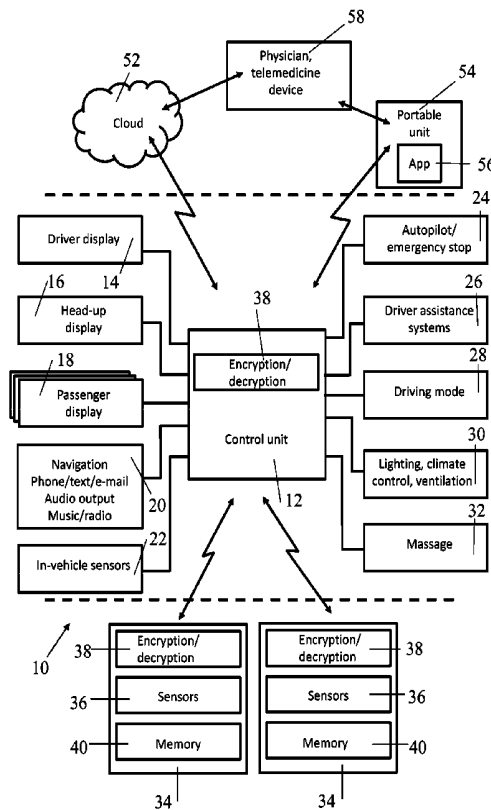 58
52
Physician,
telemedicine
device
54
Cloud
Portable
unit
App
56
24
Driver display
14
Autopilot/
emergency stop
16
Head-up
display
38
26
Driver assistance
systems
18
Encryption/
decryption
28
Passenger
display
Driving mode
Control unit
30
Navigation
Phone/text/e-mail
Audio output
Music/radio
20
12
Lighting, climate
control, ventilation
22
32
In-vehicle sensors
Massage
10
38
Encryption/
decryption
36
Sensors
40
Memory
34
Encryption/
decryption
38
Sensors
36
Memory
40
34